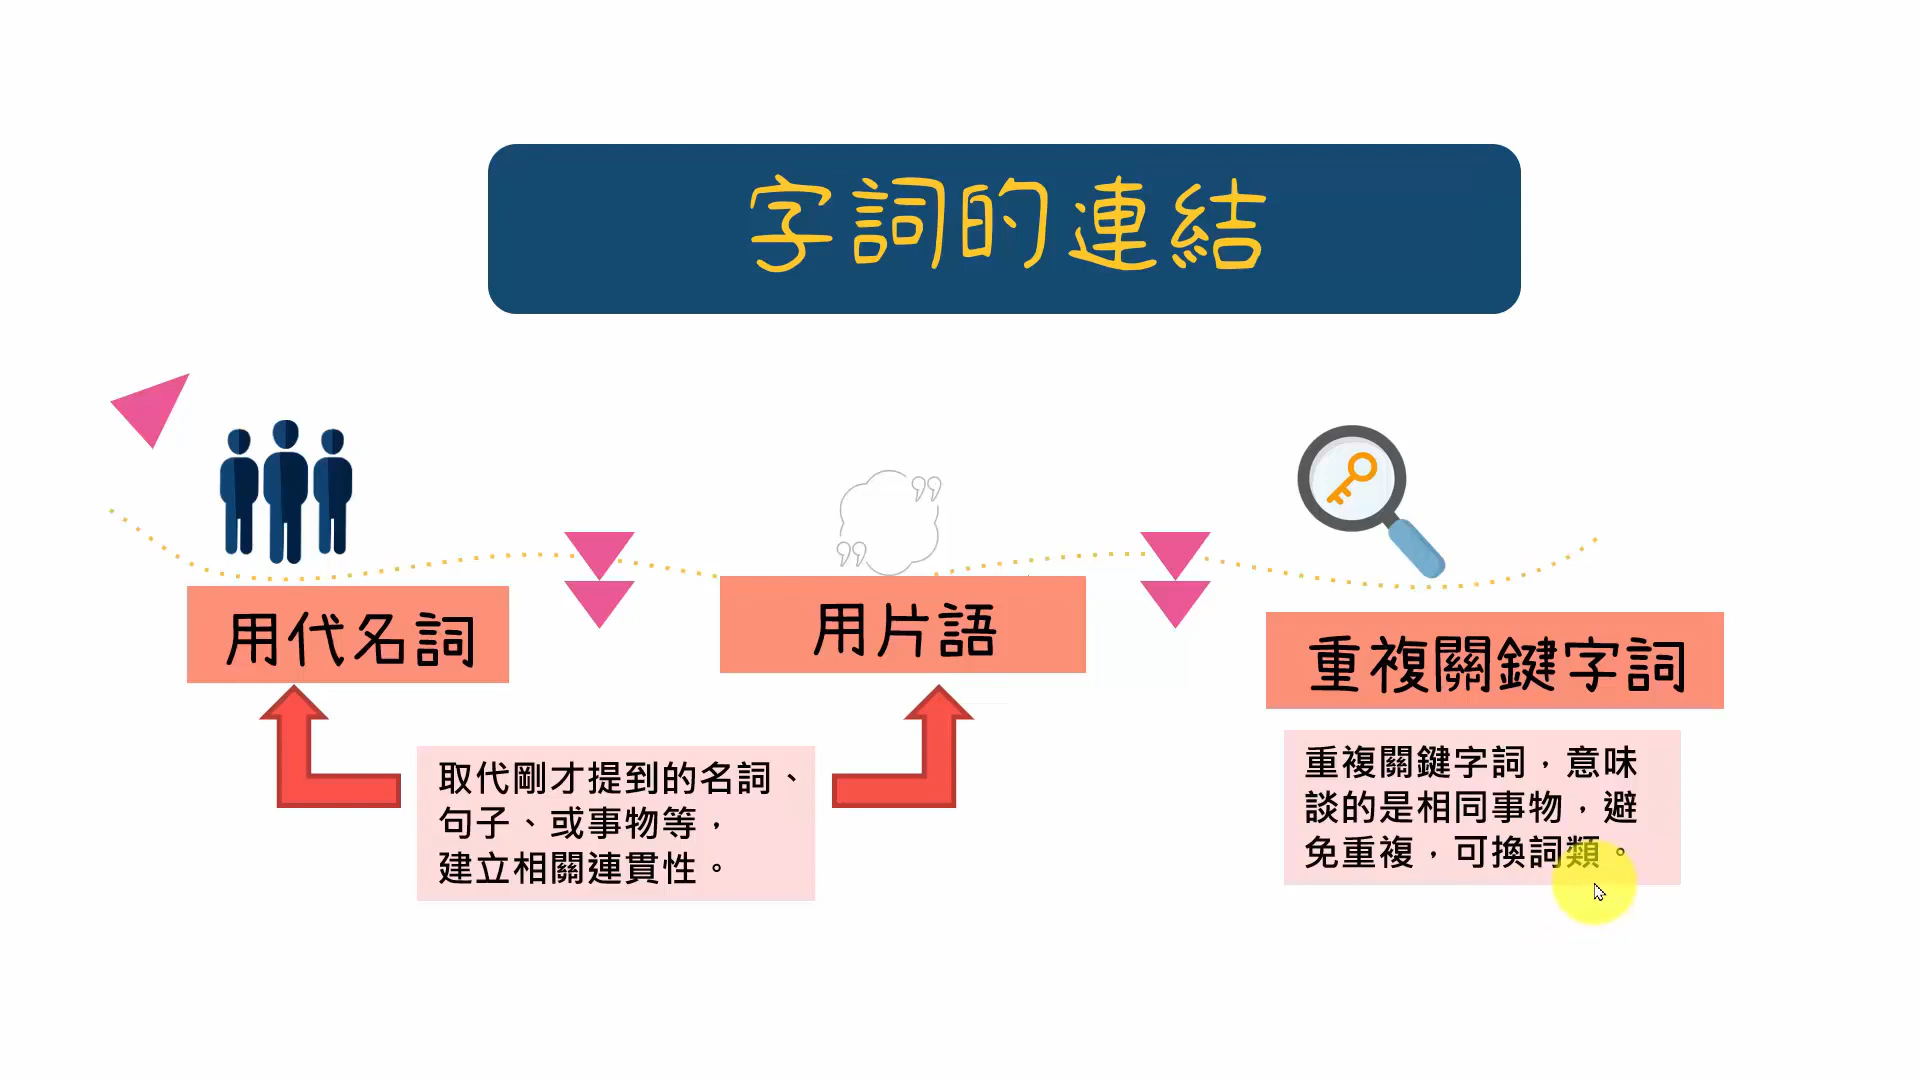 字詞的連結
用代名詞
用片語
重複關鍵字詞
取代剛才提到的名詞、
句子、或事物等，
建立相關連貫性。
重複關鍵字詞，意味
談的是相同事物，避
免重複，可換詞類。